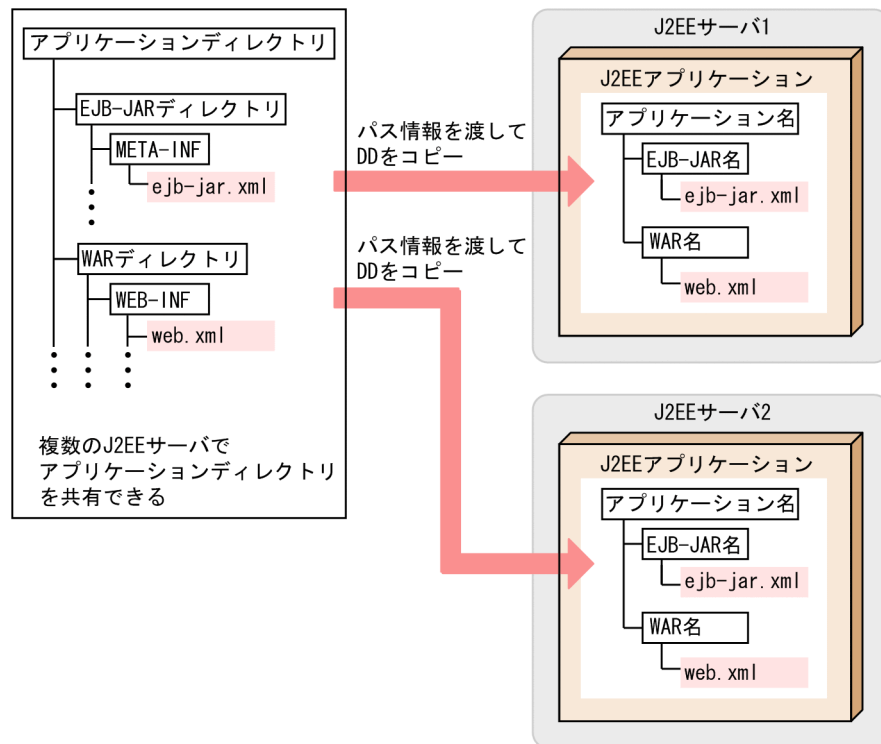 アプリケーションディレクトリ
EJB-JARディレクトリ
META-INF
ejb-jar.xml
WARディレクトリ
WEB-INF
web.xml
複数のJ2EEサーバで
アプリケーションディレクトリ
を共有できる
パス情報を渡して
DDをコピー
パス情報を渡して
DDをコピー
J2EEサーバ1
J2EEアプリケーション
アプリケーション名
EJB-JAR名
ejb-jar.xml
WAR名
web.xml
J2EEサーバ2
J2EEアプリケーション
アプリケーション名
EJB-JAR名
ejb-jar.xml
WAR名
web.xml